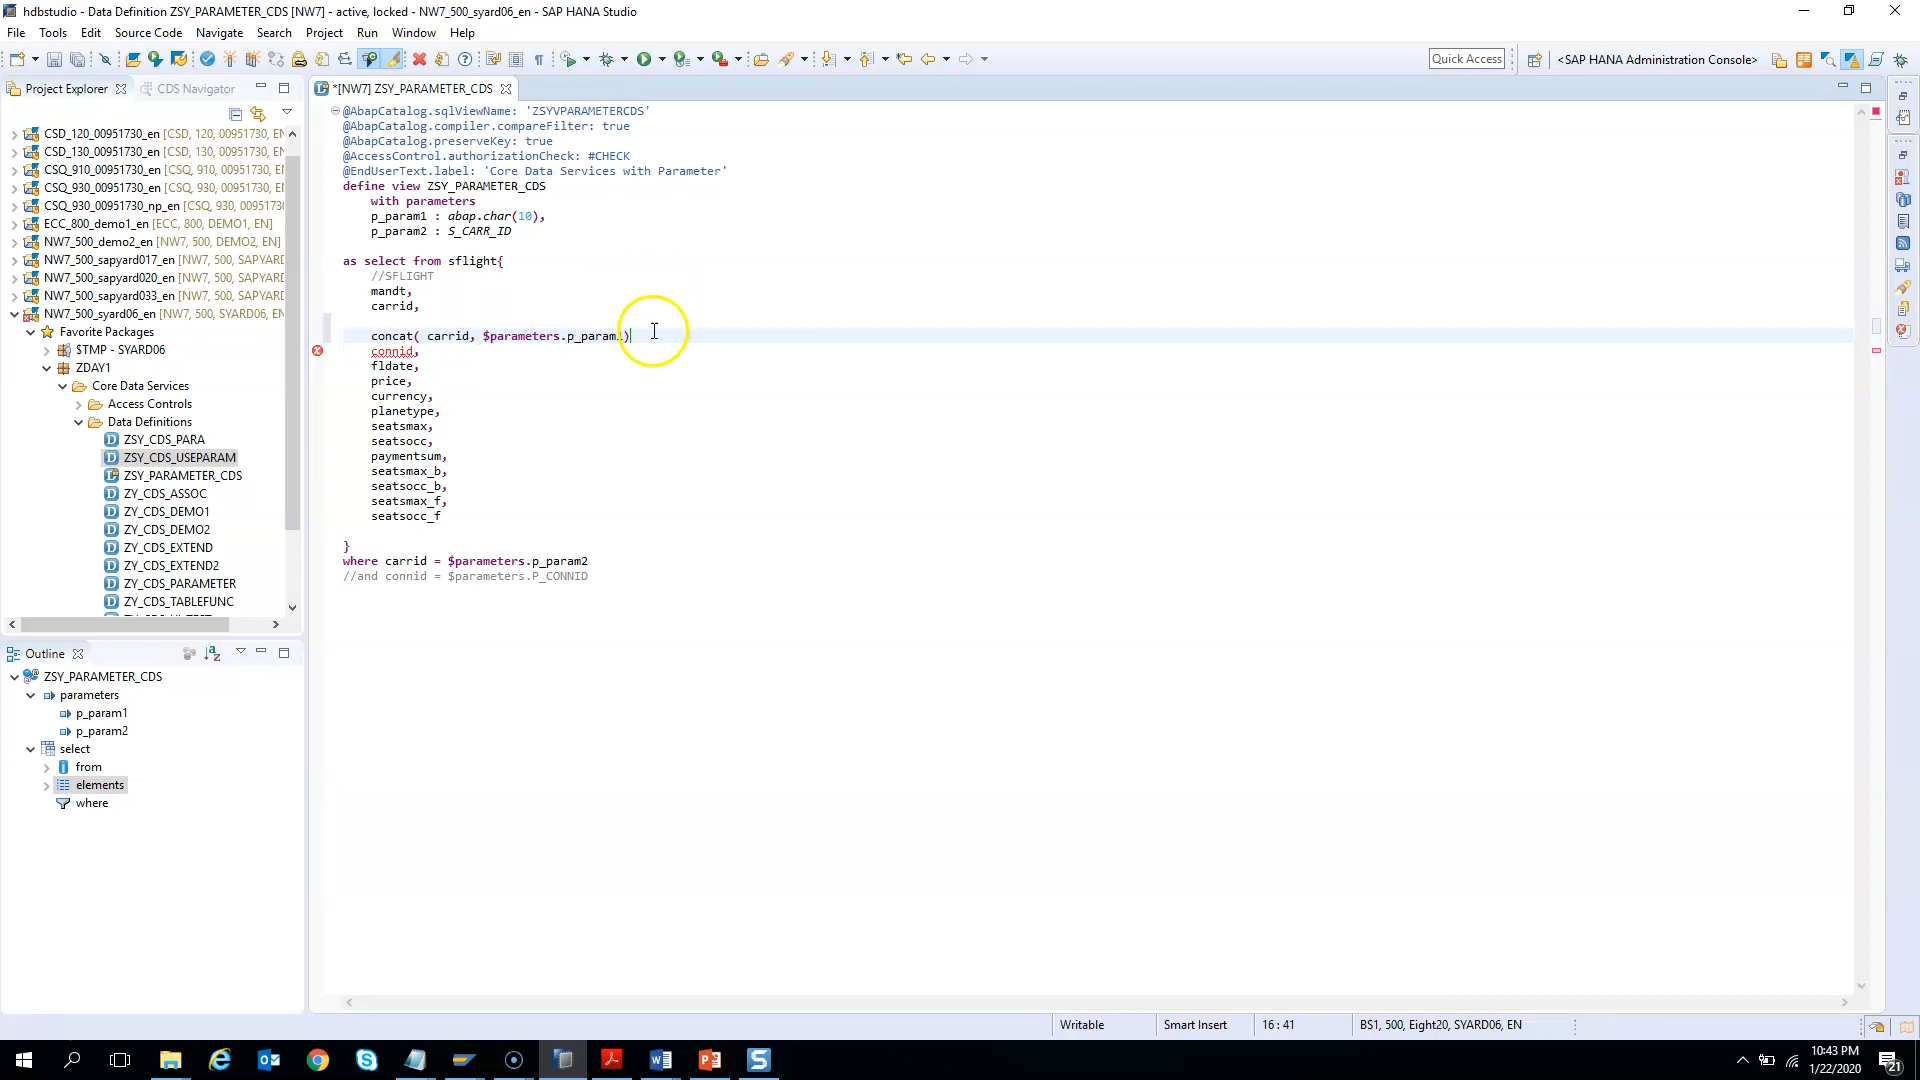 hdbstudio - Data Definition ZSY_PARAMETER_CDS [NW7] - active, locked - NW7_500_syard06_en - SAP HANA Studio
File Tools Edit Source Code Navigate Search Project Run Window Help
Quick Access
<SAP HANA Administration Console>
Project Explorer CDS Navigator
CSD_120_00951730_en [CSD, 120, 00951730, EN
CSD_130_00951730_en [CSD, 130, 00951730, EN
CSQ_910_00951730_en [CSQ, 910, 00951730, EN
CSQ_930_00951730_en [CSQ, 930, 00951730, EN
CSQ_930_00951730_np_en [CSQ, 930, 00951730,
ECC_800_demo1_en [ECC, 800, DEMO1, EN]
NW7_500_demo2_en [NW7, 500, DEMO2, EN]
NW7_500_sapyard017_en [NW7, 500, SAPYARD
NW7_500_sapyard020_en [NW7, 500, SAPYARD
NW7_500_sapyard033_en [NW7, 500, SAPYARD
NW7_500_syard06_en [NW7, 500, SYARD06, EN]
Favorite Packages
$TMP - SYARD06
ZDAY1
Core Data Services
Access Controls
Data Definitions
ZSY_CDS_PARA
ZSY_CDS_USEPARAM
ZSY_PARAMETER_CDS
ZY_CDS_ASSOC
ZY_CDS_DEMO1
ZY_CDS_DEMO2
ZY_CDS_EXTEND
ZY_CDS_EXTEND2
ZY_CDS_PARAMETER
ZY_CDS_TABLEFUNC
Outline
ZSY_PARAMETER_CDS
parameters
p_param1
p_param2
select
from
elements
where
*[NW7] ZSY_PARAMETER_CDS
@AbapCatalog.sqlViewName: 'ZSYVPARAMETERCDS'
@AbapCatalog.compiler.compareFilter: true
@AbapCatalog.preserveKey: true
@AccessControl.authorizationCheck: #CHECK
@EndUserText.label: 'Core Data Services with Parameter'
define view ZSY_PARAMETER_CDS
with parameters
p_param1 : abap.char(10),
p_param2 : S_CARR_ID
as select from sflight{
//SFLIGHT
mandt,
carrid,
concat( carrid, $parameters.p_param1)
connid,
fldate,
price,
currency,
planetype,
seatsmax,
seatsocc,
paymentsum,
seatsmax_b,
seatsocc_b,
seatsmax_f,
seatsocc_f
}
where carrid = $parameters.p_param2
//and connid = $parameters.P_CONNID
Writable Smart Insert 16 : 41 BS1, 500, Eight20, SYARD06, EN
10:43 PM
1/22/2020
21